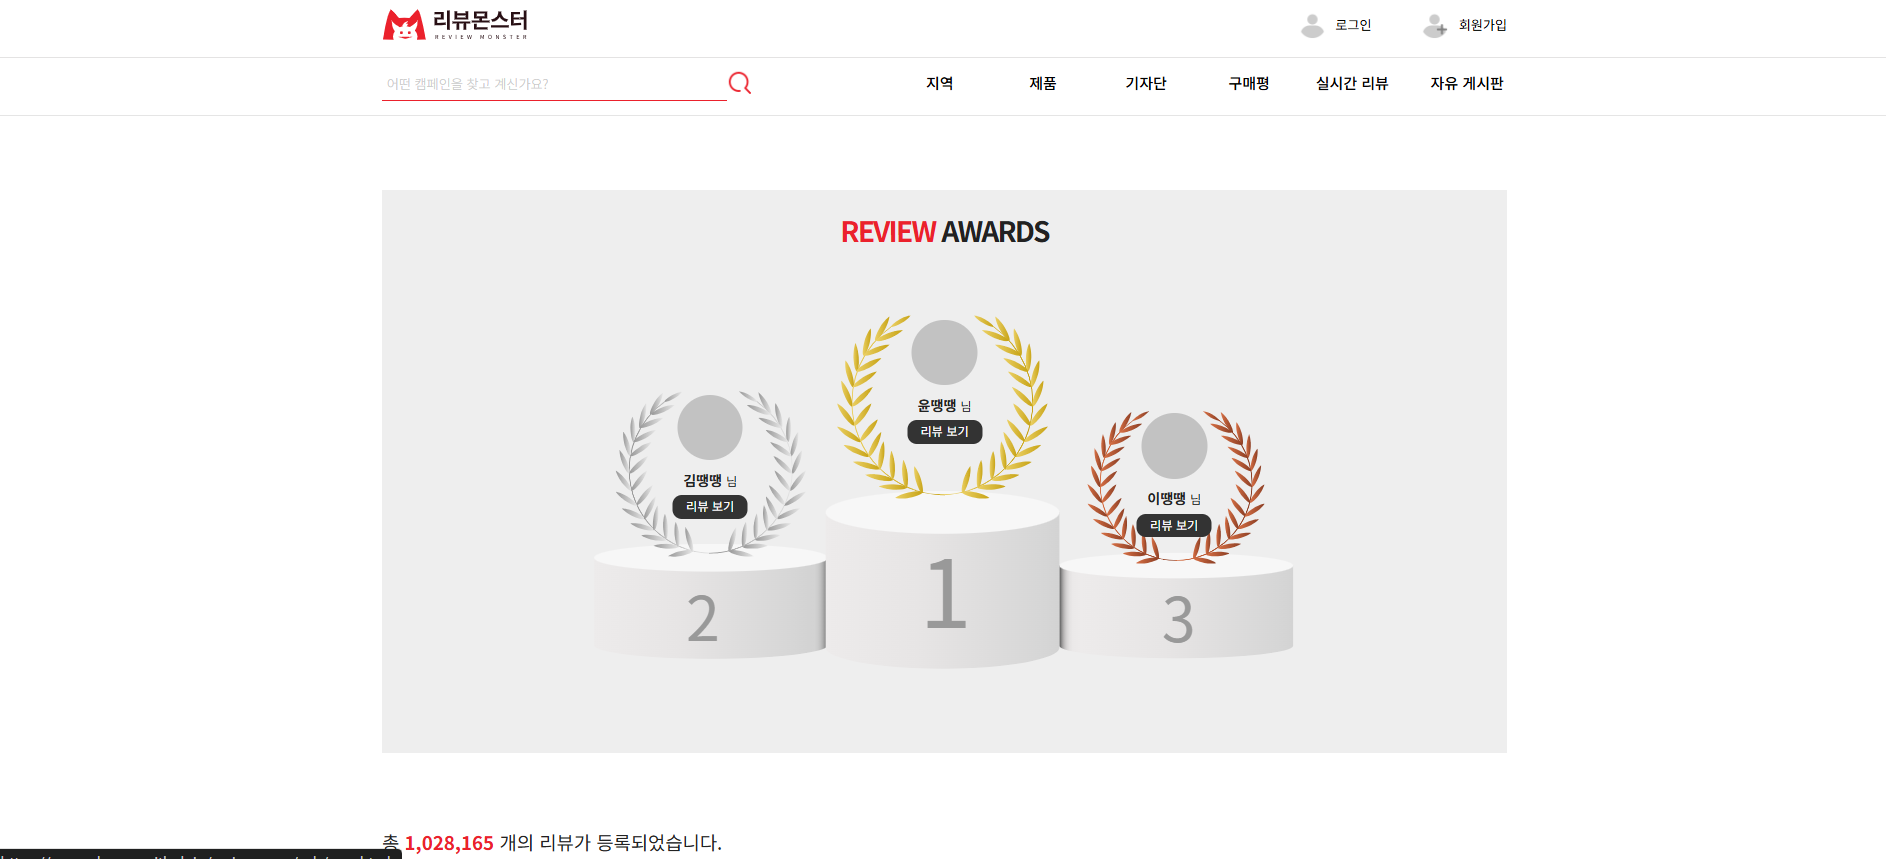 리뷰몬스터
REVIEW MONSTER
로그인
회원가입
어떤 캠페인을 찾고 계신가요?
지역
제품
기자단
구매평
실시간 리뷰
자유 게시판
REVIEW AWARDS
윤땡땡 님
리뷰 보기
김땡땡 님
리뷰 보기
이땡땡 님
리뷰 보기
1
2
3
총 1,028,165 개의 리뷰가 등록되었습니다.